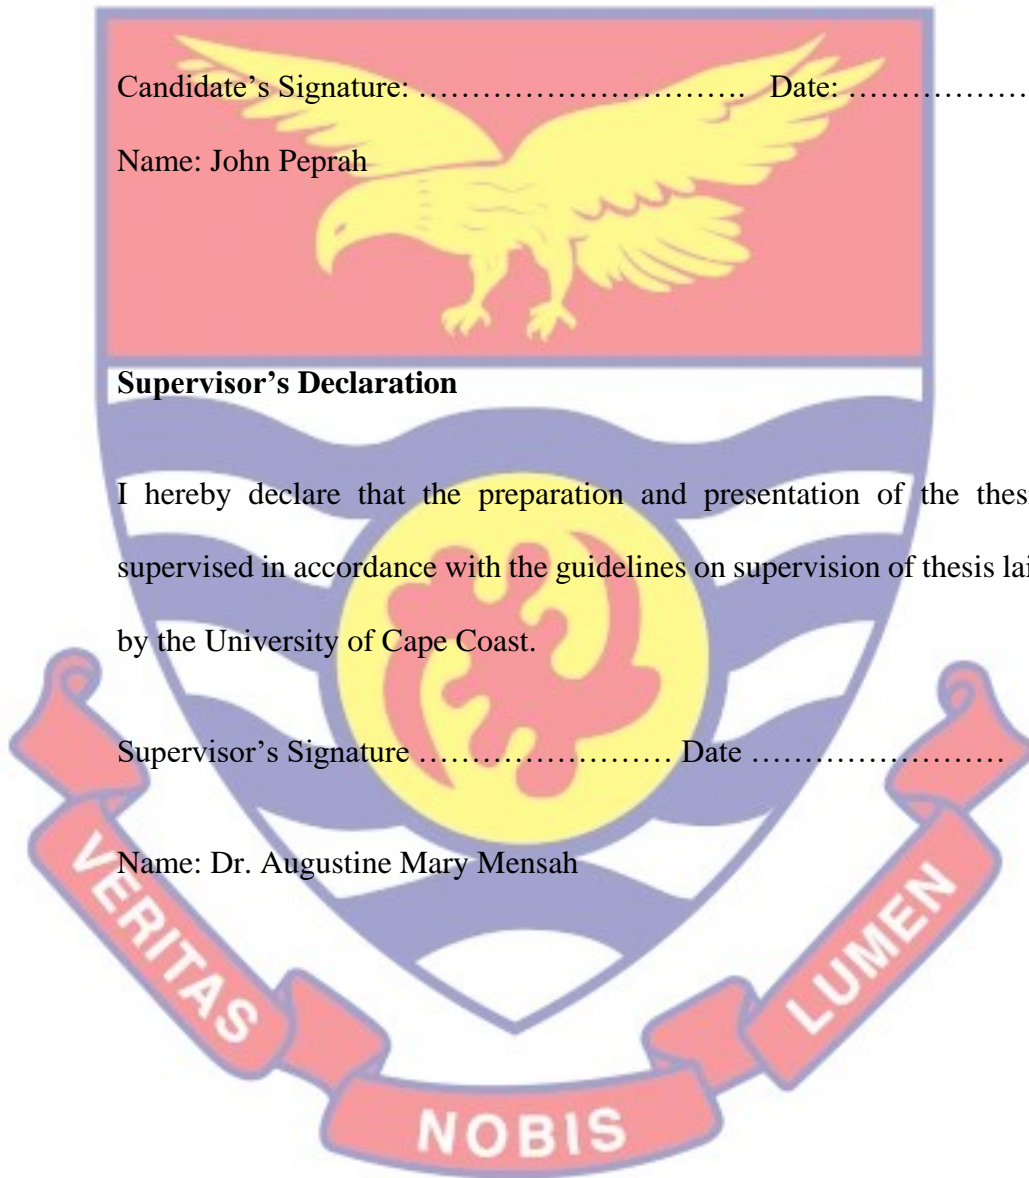 Candidate’s Signature: ……………………………. Date: ………………
Name: John Peprah
Supervisor’s Declaration
I hereby declare that the preparation and presentation of the thes
supervised in accordance with the guidelines on supervision of thesis lai
by the University of Cape Coast.
Supervisor’s Signature …………………… Date ……………………
Name: Dr. Augustine Mary Mensah
VERITAS
NOBIS
LUMEN